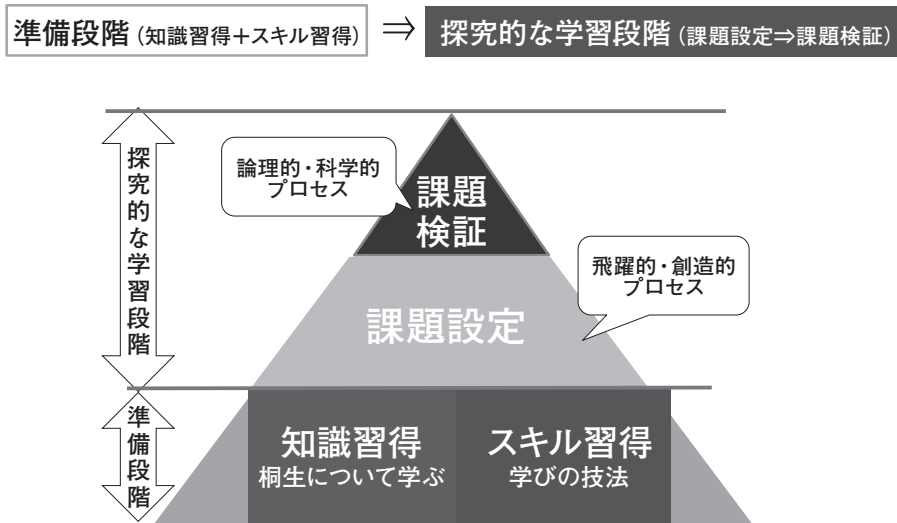 準備段階(知識習得+スキル習得) ⇒ 探究的な学習段階(課題設定⇒課題検証)
探究的な学習段階
論理的・科学的
プロセス
課題
検証
飛躍的・創造的
プロセス
課題設定
準備段階
知識習得
桐生について学ぶ
スキル習得
学びの技法